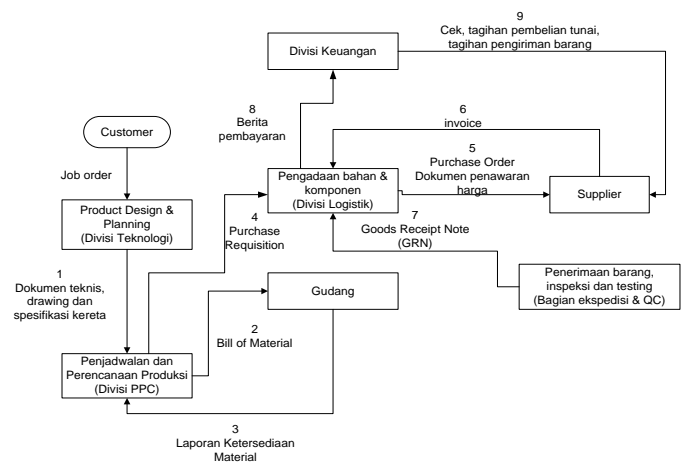 9
Cek, tagihan pembelian tunai,
tagihan pengiriman barang
Divisi Keuangan
8
Berita
pembayaran
6
invoice
Customer
5
Purchase Order
Dokumen penawaran
harga
Job order
Pengadaan bahan &
komponen
(Divisi Logistik)
Supplier
Product Design &
Planning
(Divisi Teknologi)
4
Purchase
Requisition
7
Goods Receipt Note
(GRN)
Penerimaan barang,
inspeksi dan testing
(Bagian ekspedisi & QC)
1
Dokumen teknis,
drawing dan
spesifikasi kereta
Gudang
2
Bill of Material
Penjadwalan dan
Perencanaan Produksi
(Divisi PPC)
3
Laporan Ketersediaan
Material